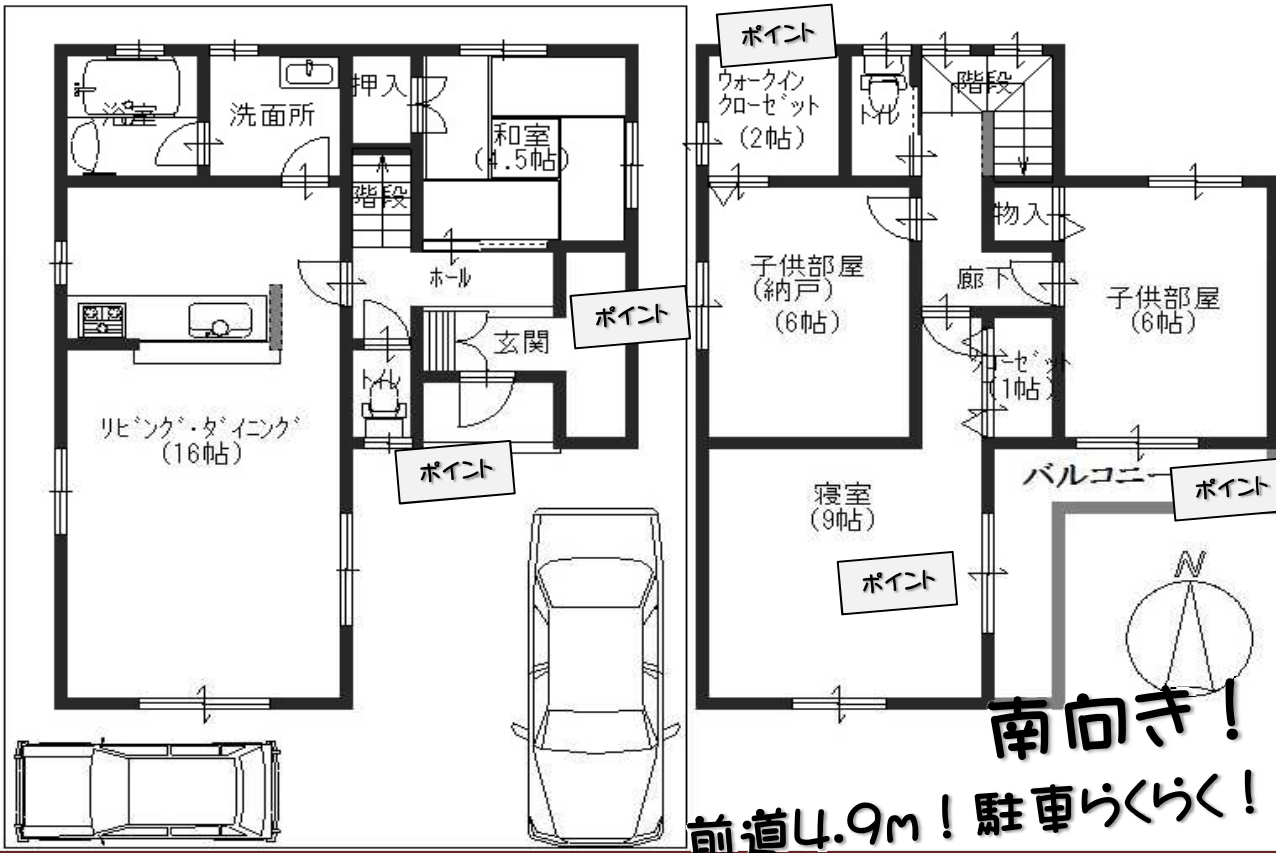 浴室
洗面所
押入
和室
(4.5帖)
階段
ホール
ポイント
玄関
トイレ
リビング・ダイニング
(16帖)
ポイント
ポイント
ウォークイン
クローゼット
(2帖)
トイレ
階段
物入
子供部屋
(納戸)
(6帖)
廊下
子供部屋
(6帖)
クローゼット
(1帖)
バルコニー
ポイント
寝室
(9帖)
ポイント
N
南向き!
前道4.9m!駐車らくらく!